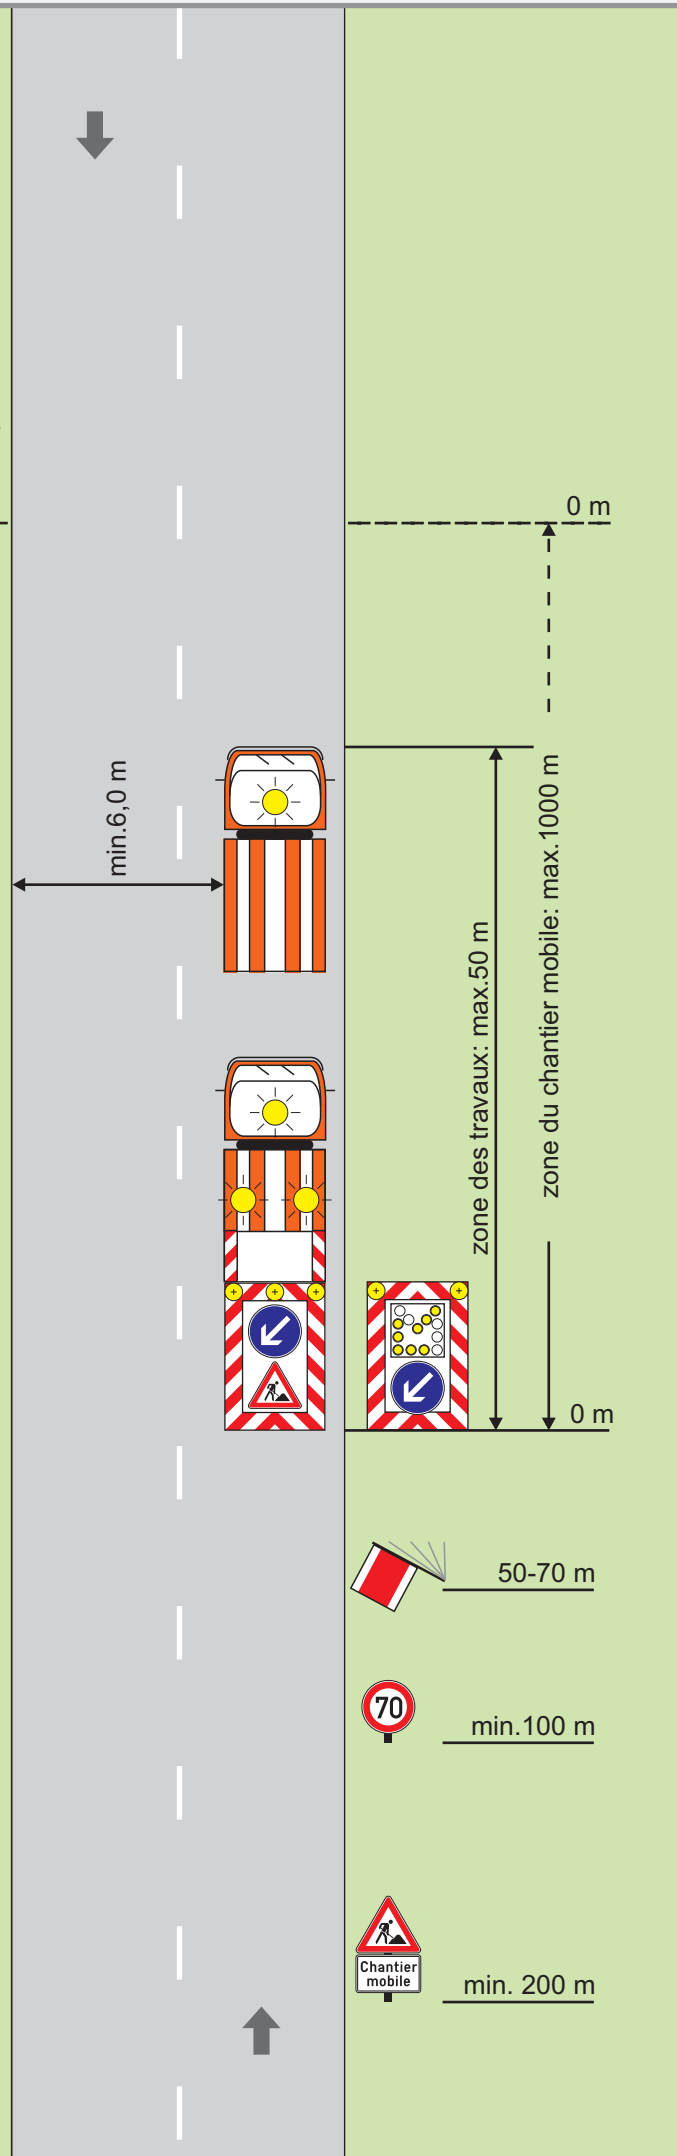 0 m
min.6,0 m
zone des travaux: max.50 m
zone du chantier mobile: max.1000 m
0 m
50-70 m
70
min.100 m
Chantier
mobile
min. 200 m